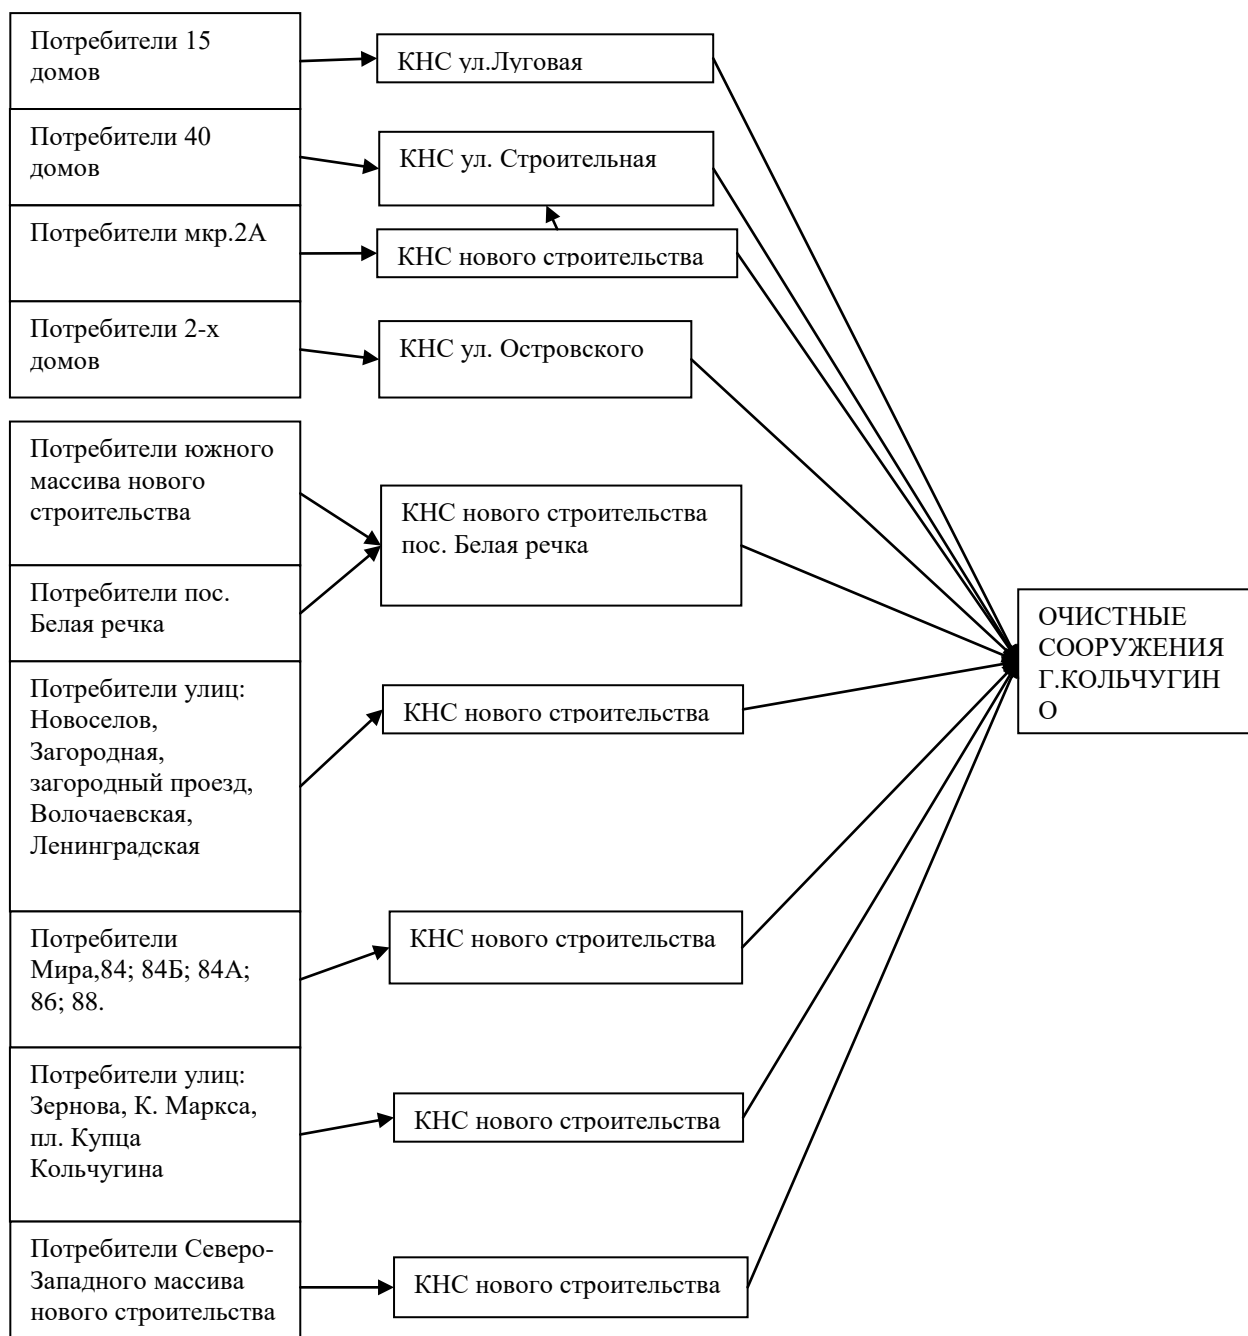 Потребители 15
домов
КНС ул.Луговая
Потребители 40
домов
КНС ул. Строительная
Потребители мкр.2А
КНС нового строительства
Потребители 2-х
домов
КНС ул. Островского
Потребители южного
массива нового
строительства
КНС нового строительства
пос. Белая речка
Потребители пос.
Белая речка
ОЧИСТНЫЕ
СООРУЖЕНИЯ
Г.КОЛЬЧУГИН
О
Потребители улиц:
Новоселов,
Загородная,
загородный проезд,
Волочаевская,
Ленинградская
КНС нового строительства
Потребители
Мира,84; 84Б; 84А;
86; 88.
КНС нового строительства
Потребители улиц:
Зернова, К. Маркса,
пл. Купца
Кольчугина
КНС нового строительства
Потребители Северо-
Западного массива
нового строительства
КНС нового строительства